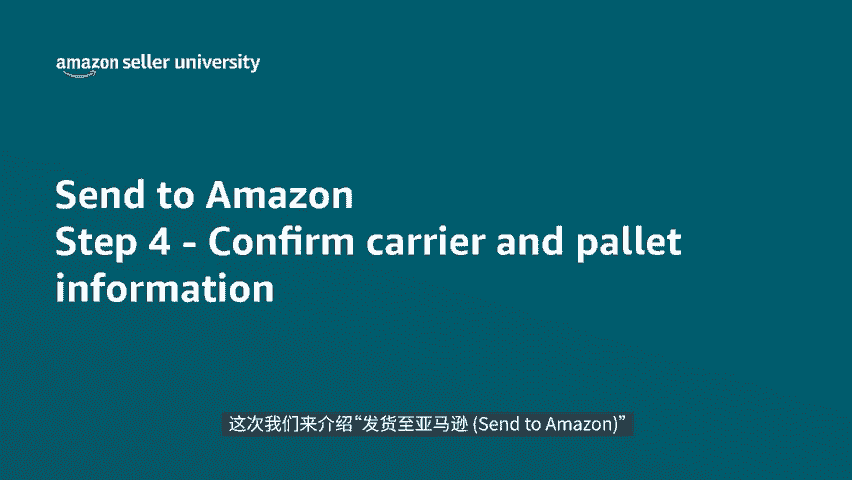 amazon seller university
Send to Amazon
Step 4 - Confirm carrier and pallet
information
这次我们来介绍“发货至亚马逊 (Send to Amazon)”